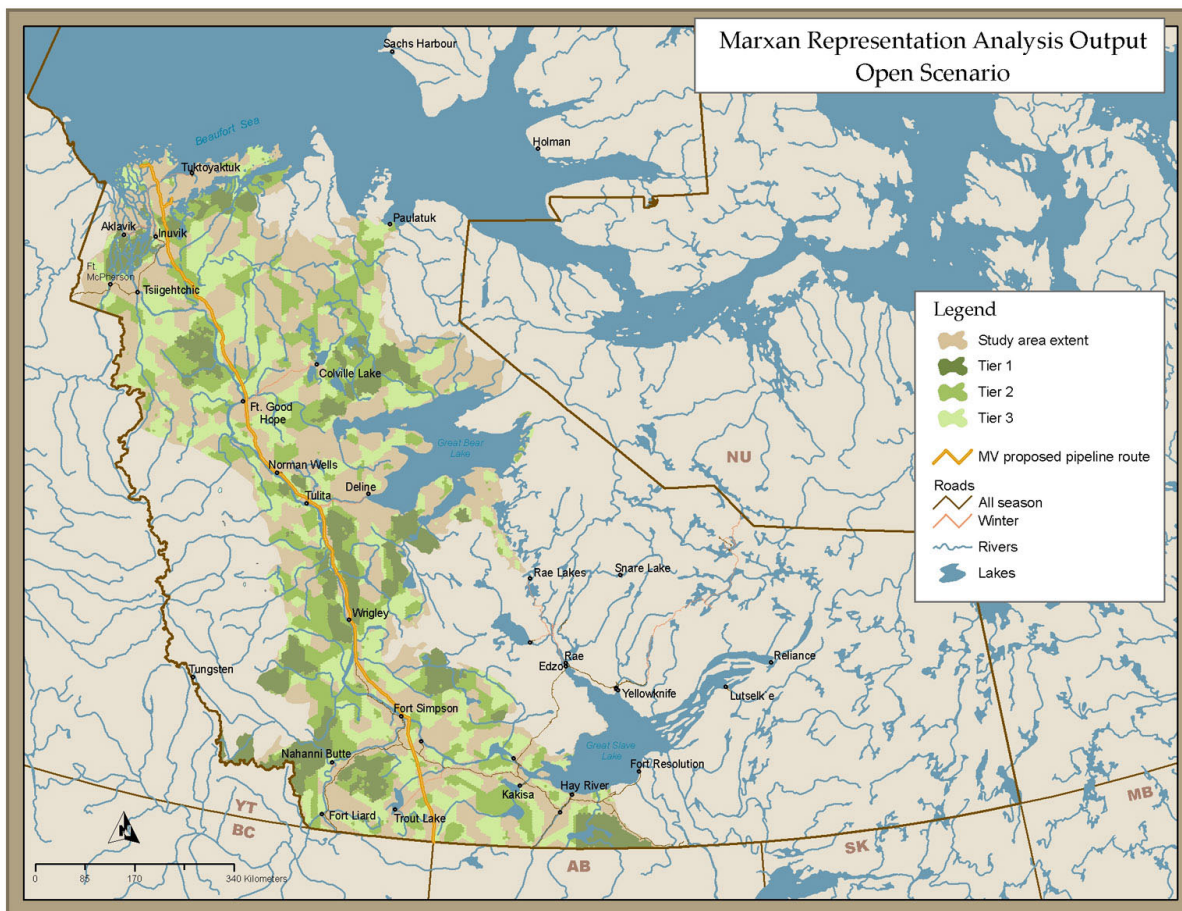 Marxan Representation Analysis Output
Open Scenario
Sachs Harbour
Beaufort Sea
Holman
Tuktoyaktuk
Paulatuk
Aklavik
Inuvik
Ft.
McPherson
Tsiigehtchic
Colville Lake
Ft. Good
Hope
Great Bear
Lake
Norman Wells
Deline
Tulita
NU
Rae Lakes
Snare Lake
Wrigley
Rae
Edzo
Reliance
Tungsten
Yellowknife
Lutselk'e
Fort Simpson
Great Slave
Lake
Nahanni Butte
Fort Resolution
Hay River
Kakisa
Fort Liard
Trout Lake
YT
BC
AB
SK
MB
Legend
Study area extent
Tier 1
Tier 2
Tier 3
MV proposed pipeline route
Roads
All season
Winter
Rivers
Lakes
N
0 85 170 340 Kilometers